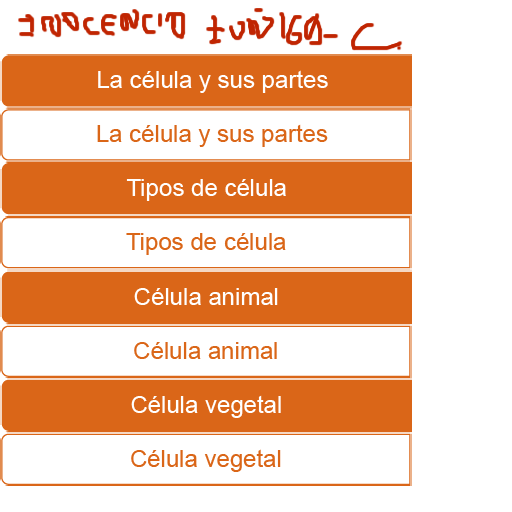 INOCENCIO IUÑIGA- C.
La célula y sus partes
La célula y sus partes
Tipos de célula
Tipos de célula
Célula animal
Célula animal
Célula vegetal
Célula vegetal